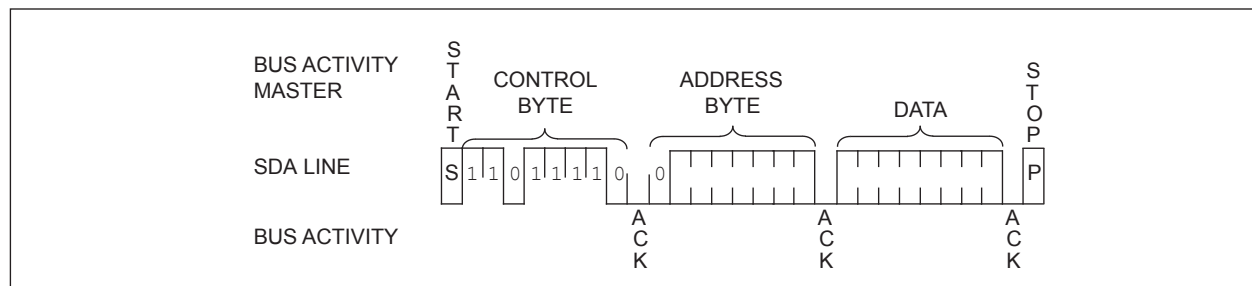 BUS ACTIVITY
MASTER
START
CONTROL
BYTE
ADDRESS
BYTE
DATA
STOP
SDA LINE
S 1 1 0 1 1 1 1 0 0 P
BUS ACTIVITY
ACK
ACK
ACK